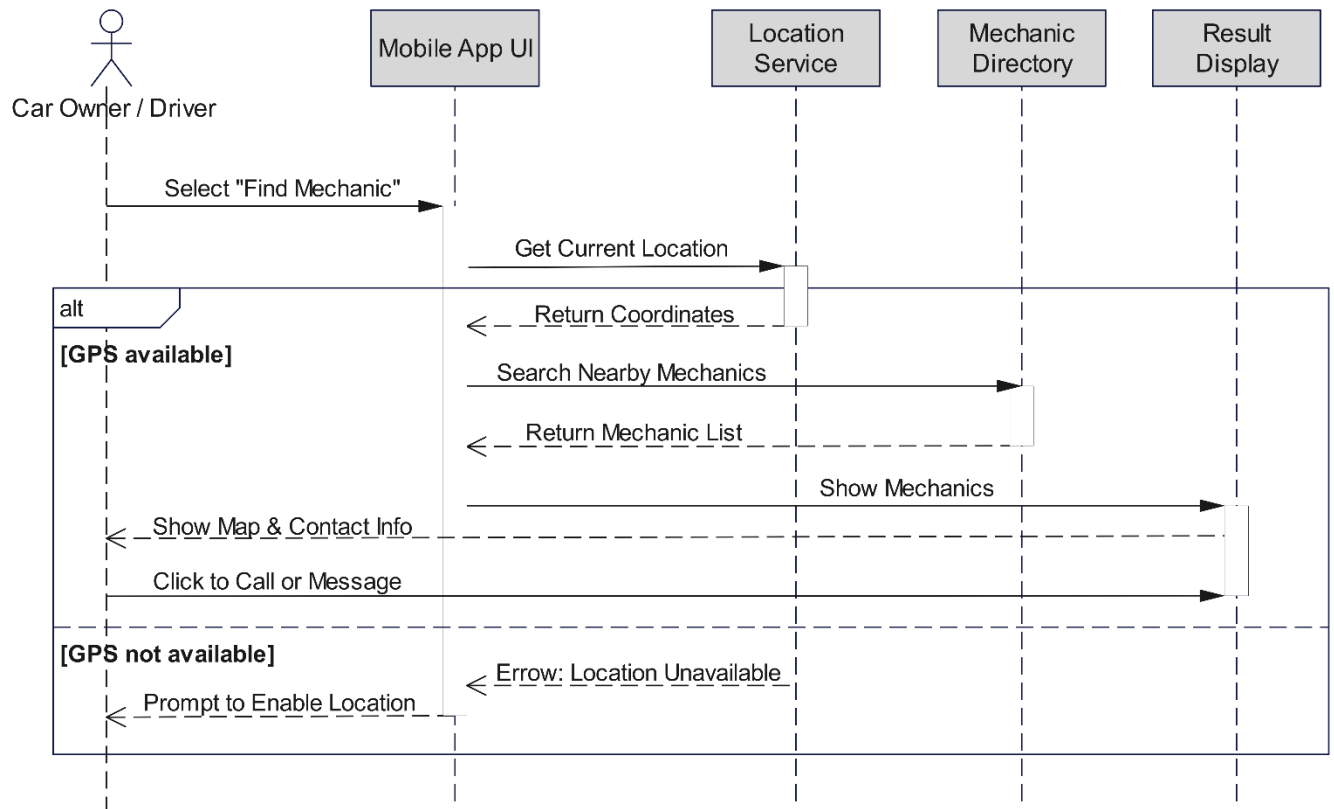 Car Owner / Driver
Mobile App UI
Location
Service
Mechanic
Directory
Result
Display
Select "Find Mechanic"
Get Current Location
alt
Return Coordinates
[GPS available]
Search Nearby Mechanics
Return Mechanic List
Show Mechanics
Show Map & Contact Info
Click to Call or Message
[GPS not available]
Errow: Location Unavailable
Prompt to Enable Location